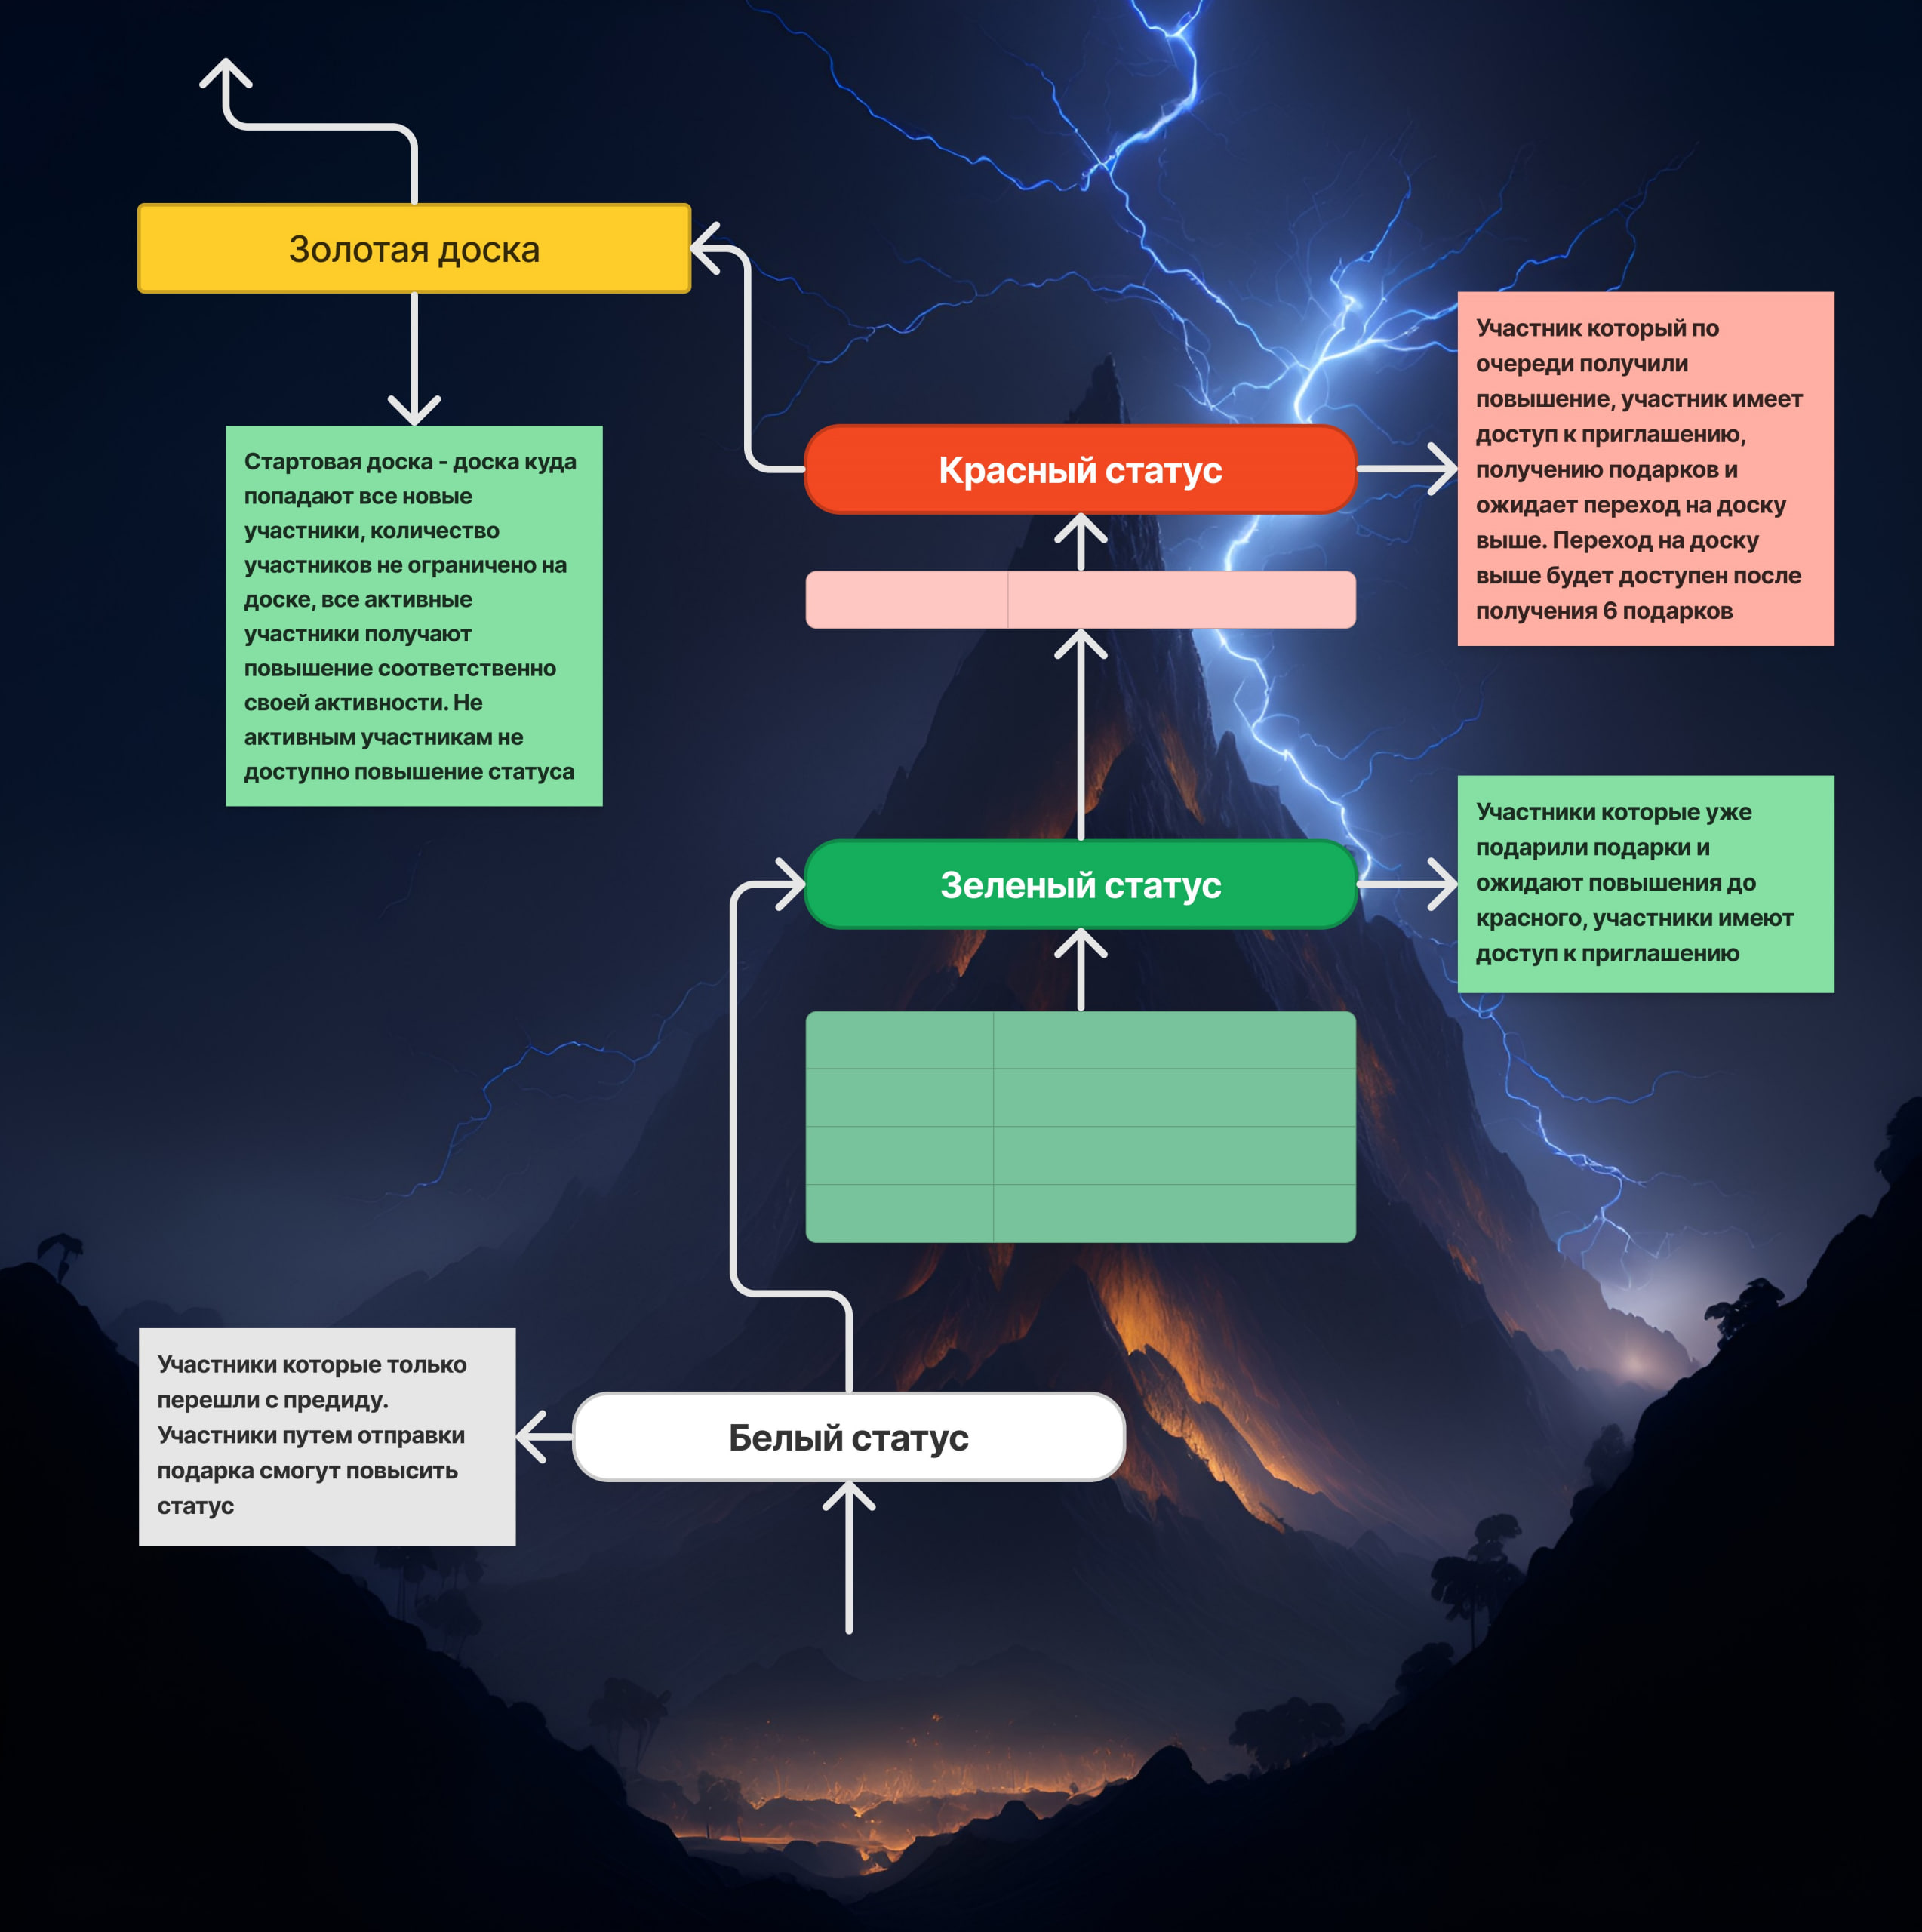 Золотая доска
Стартовая доска - доска куда
попадают все новые
участники, количество
участников не ограничено на
доске, все активные
участники получают
повышение соответственно
своей активности. Не
активным участникам не
доступно повышение статуса
Красный статус
Участник который по
очереди получили
повышение, участник имеет
доступ к приглашению,
получению подарков и
ожидает переход на доску
выше. Переход на доску
выше будет доступен после
получения 6 подарков
Зеленый статус
Участники которые уже
подарили подарки и
ожидают повышения до
красного, участники имеют
доступ к приглашению
Белый статус
Участники которые только
перешли с предиду.
Участники путем отправки
подарка смогут повысить
статус